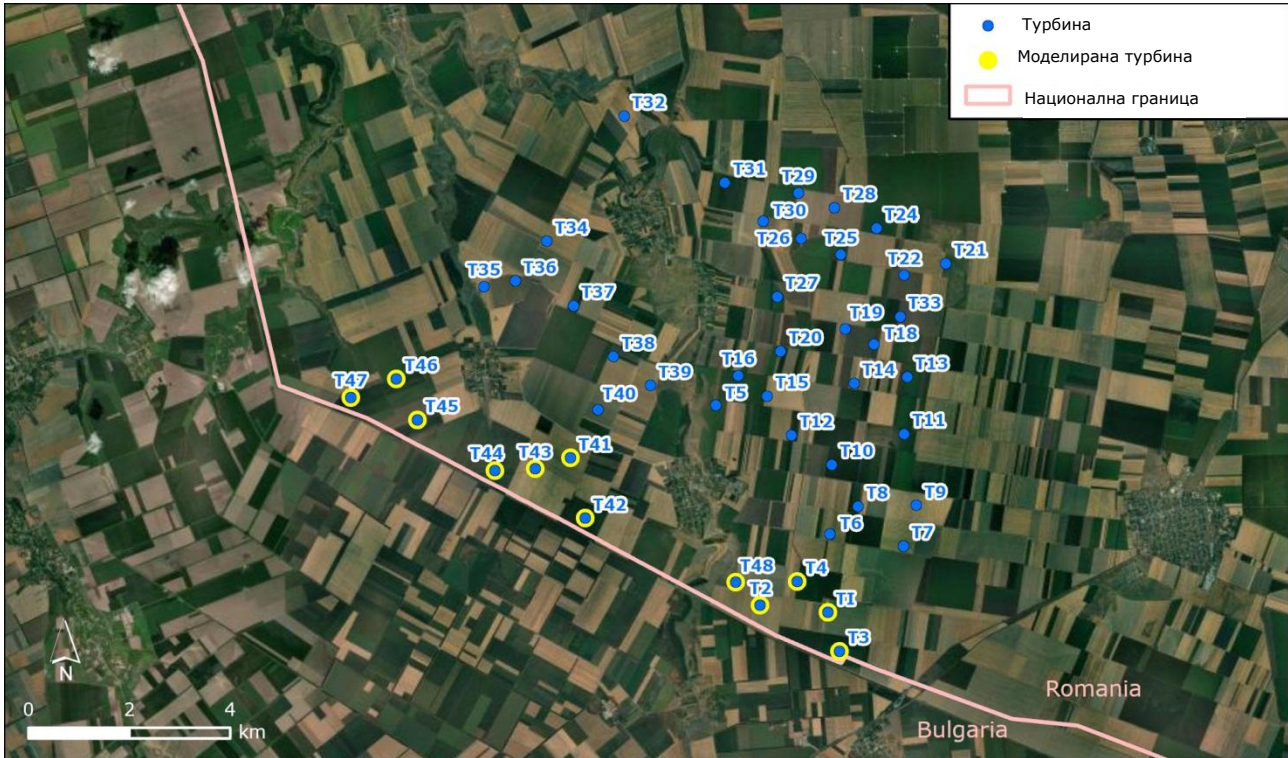 Турбина
Моделирана турбина
Национална граница
T32
T31
T29
T28
T30
T24
T34
T26
T25
T21
T22
T35
T36
T27
T37
T33
T19
T18
T20
T38
T16
T13
T46
T39
T14
T47
T15
T5
T40
T45
T12
T11
T41
T10
T44
T43
T8
T9
T42
T6
T7
T48
T4
T2
TI
T3
N
Romania
Bulgaria
0 2 4
km